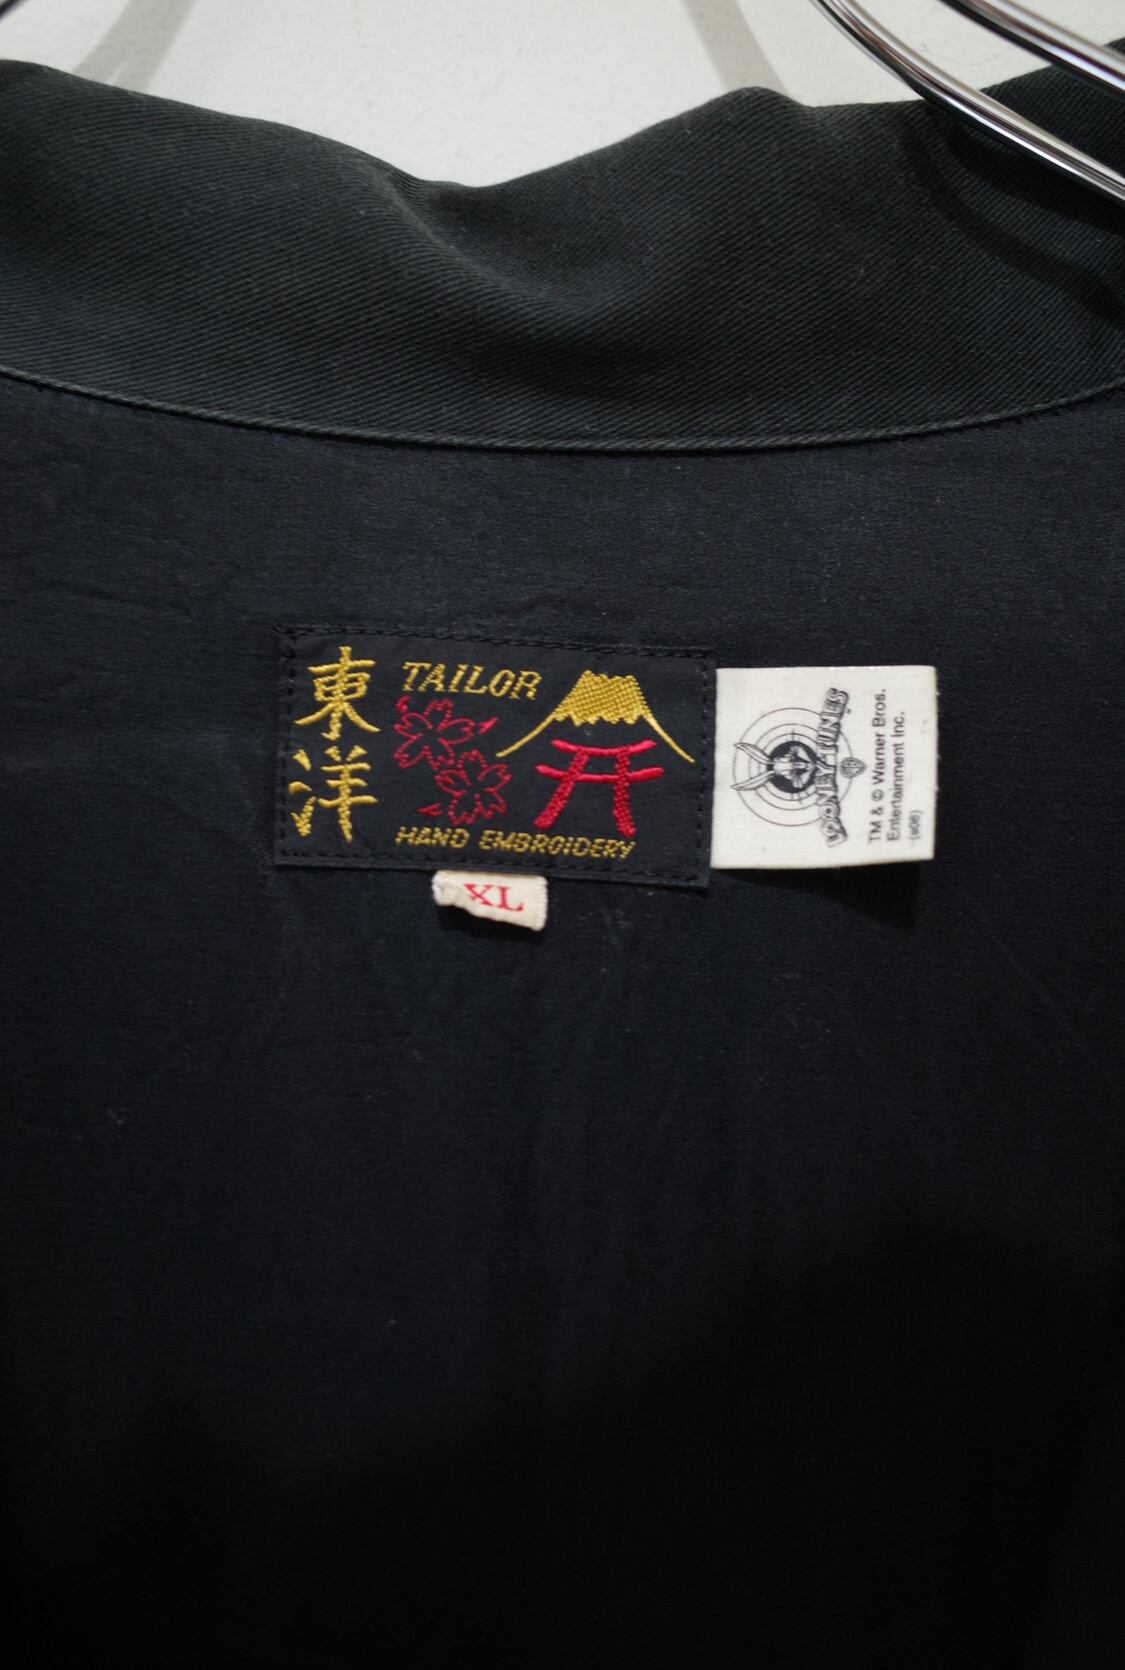 東洋
TAILOR
HAND EMBROIDERY
XL
LOONEY TUNES
TM & © Warner Bros.
Entertainment Inc.
(s08)